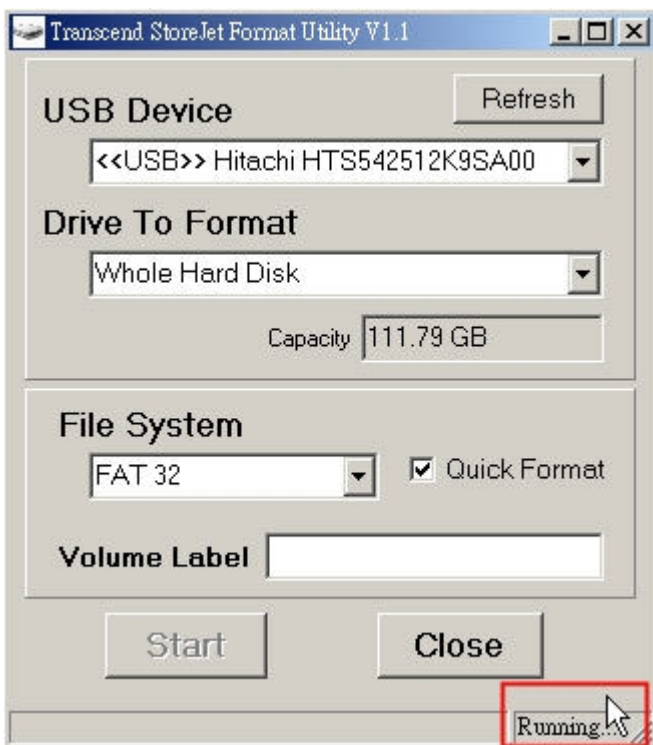 Transcend StoreJet Format Utility V1.1
USB Device
Refresh
<<USB>> Hitachi HTS542512K9SA00
Drive To Format
Whole Hard Disk
Capacity 111.79 GB
File System
FAT 32
Quick Format
Volume Label
Start
Close
Running...